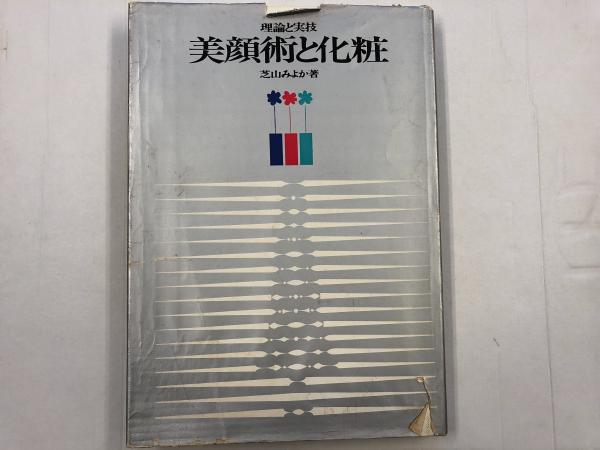 理論と実技
美顔術と化粧
芝山みよか著